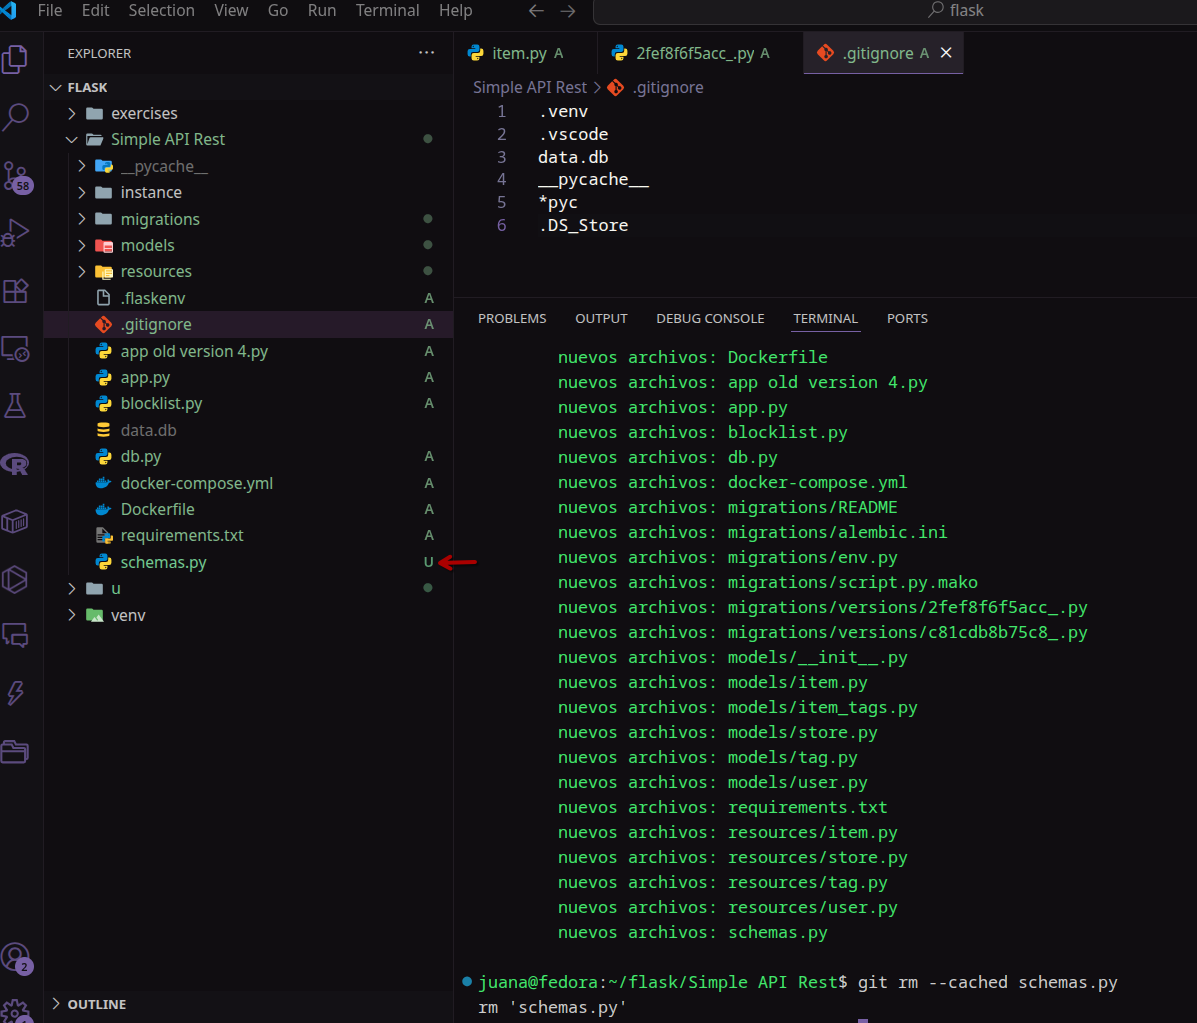 File Edit Selection View Go Run Terminal Help
flask
EXPLORER
FLASK
exercises
Simple API Rest
__pycache__
instance
migrations
models
resources
.flaskenv A
.gitignore A
app old version 4.py A
app.py A
blocklist.py A
data.db
db.py A
docker-compose.yml A
Dockerfile A
requirements.txt A
schemas.py U
u
venv
OUTLINE
58
2
item.py A
2fef8f6f5acc_.py A
.gitignore A
Simple API Rest > .gitignore
1 .venv
2 .vscode
3 data.db
4 __pycache__
5 *pyc
6 .DS_Store
PROBLEMS OUTPUT DEBUG CONSOLE TERMINAL PORTS
nuevos archivos: Dockerfile
nuevos archivos: app old version 4.py
nuevos archivos: app.py
nuevos archivos: blocklist.py
nuevos archivos: db.py
nuevos archivos: docker-compose.yml
nuevos archivos: migrations/README
nuevos archivos: migrations/alembic.ini
nuevos archivos: migrations/env.py
nuevos archivos: migrations/script.py.mako
nuevos archivos: migrations/versions/2fef8f6f5acc_.py
nuevos archivos: migrations/versions/c81cdb8b75c8_.py
nuevos archivos: models/__init__.py
nuevos archivos: models/item.py
nuevos archivos: models/item_tags.py
nuevos archivos: models/store.py
nuevos archivos: models/tag.py
nuevos archivos: models/user.py
nuevos archivos: requirements.txt
nuevos archivos: resources/item.py
nuevos archivos: resources/store.py
nuevos archivos: resources/tag.py
nuevos archivos: resources/user.py
nuevos archivos: schemas.py
juana@fedora:~/flask/Simple API Rest$ git rm --cached schemas.py
rm 'schemas.py'